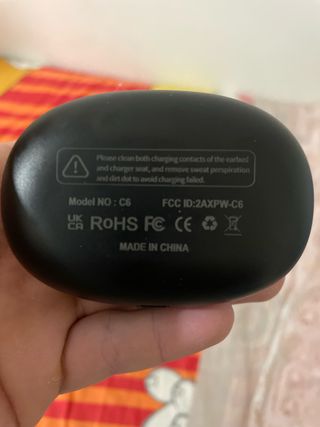 Please clean both charging contacts of the earbud
and charger seat, and remove sweat perspiration
and dirt dot to avoid charging failed.
Model NO : C6 FCC ID:2AXPW-C6
UK CA RoHS FC CE
MADE IN CHINA